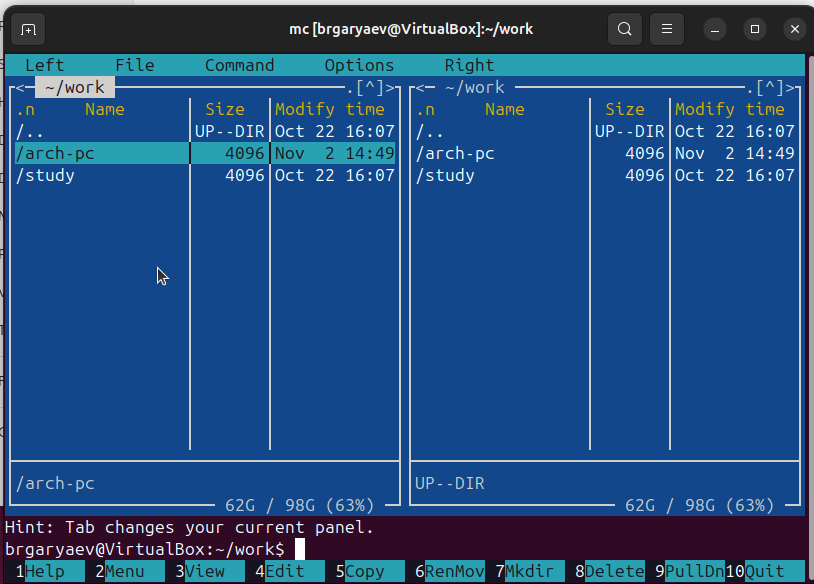 mc [brgaryaev@VirtualBox]:~/work
Left File Command Options Right
<─ ~/work ─.[^]>
.n Name Size Modify time
/.. UP--DIR Oct 22 16:07
/arch-pc 4096 Nov 2 14:49
/study 4096 Oct 22 16:07
/arch-pc
62G / 98G (63%)
<─ ~/work ─.[^]>
.n Name Size Modify time
/.. UP--DIR Oct 22 16:07
/arch-pc 4096 Nov 2 14:49
/study 4096 Oct 22 16:07
UP--DIR
62G / 98G (63%)
Hint: Tab changes your current panel.
brgaryaev@VirtualBox:~/work$
1Help 2Menu 3View 4Edit 5Copy 6RenMov 7Mkdir 8Delete 9PullDn 10Quit